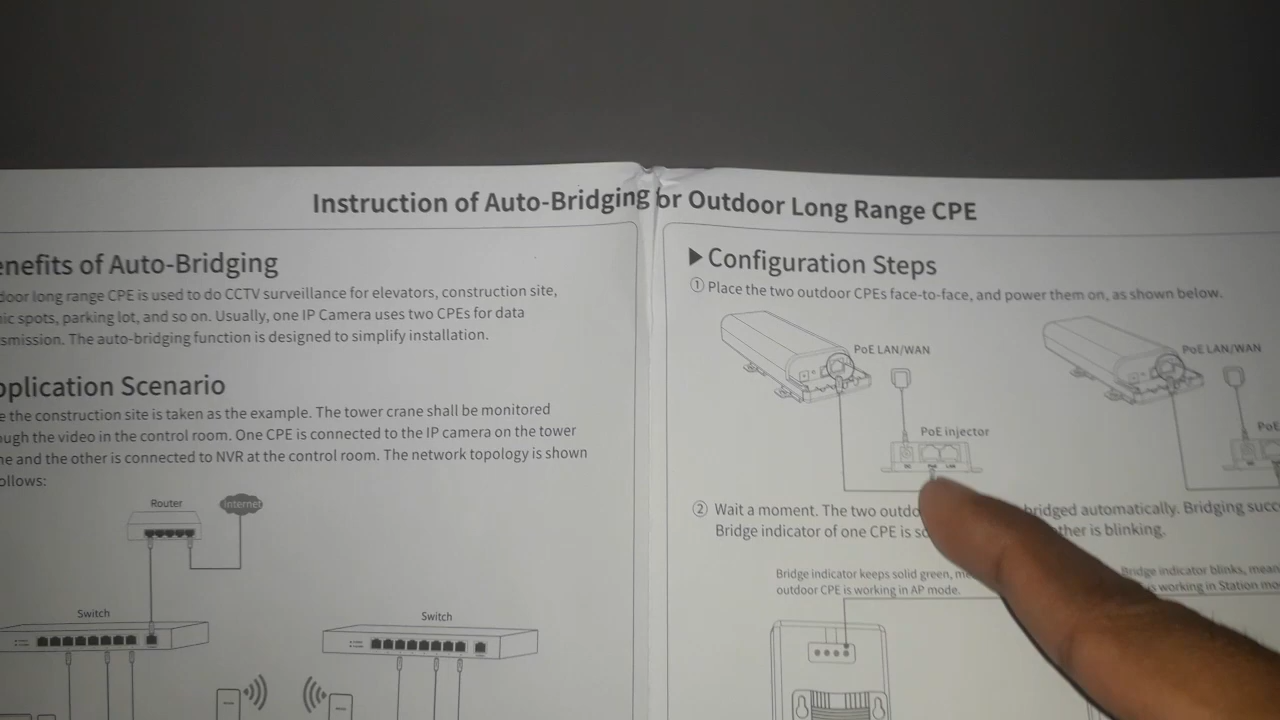 Instruction of Auto-Bridging for Outdoor Long Range CPE
enefits of Auto-Bridging
door long range CPE is used to do CCTV surveillance for elevators, construction site,
ic spots, parking lot, and so on. Usually, one IP Camera uses two CPEs for data
smission. The auto-bridging function is designed to simplify installation.
pplication Scenario
e the construction site is taken as the example. The tower crane shall be monitored
ough the video in the control room. One CPE is connected to the IP camera on the tower
ne and the other is connected to NVR at the control room. The network topology is shown
ollows:
Router
Internet
Switch
Switch
▶ Configuration Steps
① Place the two outdoor CPEs face-to-face, and power them on, as shown below.
PoE LAN/WAN
PoE LAN/WAN
PoE injector
PoE
DC PoE LAN
② Wait a moment. The two outdo bridged automatically. Bridging succ
Bridge indicator of one CPE is so ther is blinking.
Bridge indicator keeps solid green, me
outdoor CPE is working in AP mode.
Bridge indicator blinks, mean
is working in Station mo